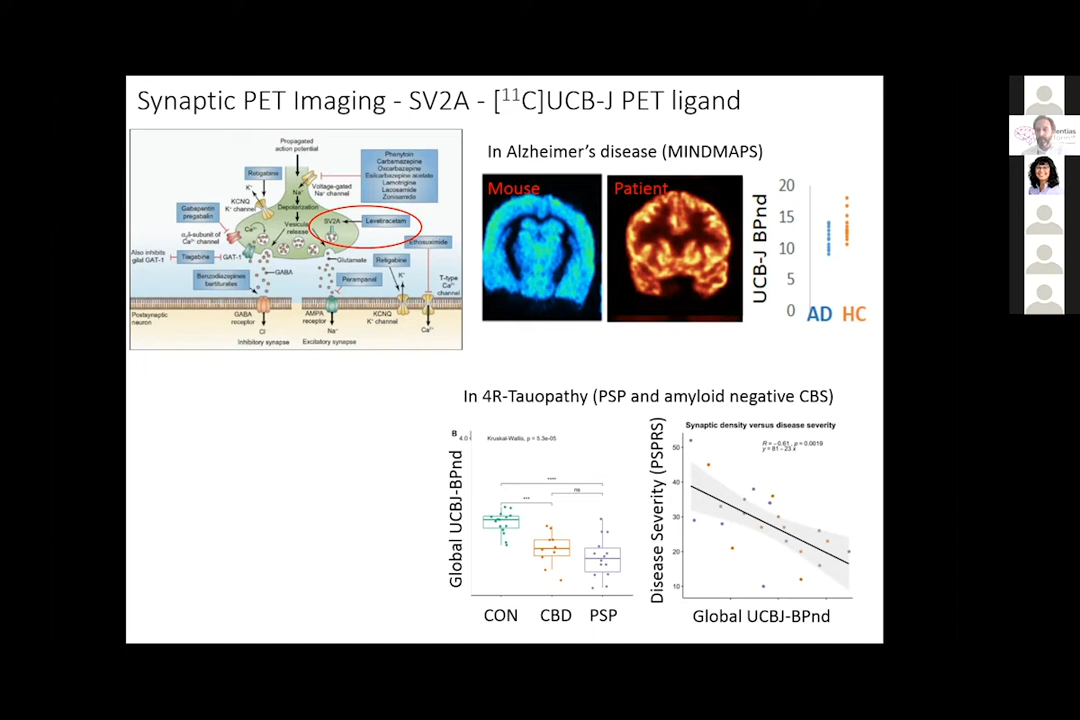 Synaptic PET Imaging - SV2A - [11C]UCB-J PET ligand
Propagated
action potential
Phenytoin
Carbamazepine
Oxcarbazepine
Eslicarbazepine acetate
Lamotrigine
Lacosamide
Zonisamide
Retigabine
Voltage-gated
Na+ channel
Na+
K+
KCNQ
K+ channel
Depolarization
Gabapentin
pregabalin
SV2A
Levetiracetam
Vesicular
release
Ca2+
α2δ-subunit of
Ca2+ channel
Ethosuximide
Also inhibits
glial GAT-1
Tiagabine
GAT-1
Glutamate
Retigabine
GABA
Benzodiazepines
barbiturates
Perampanel
K+
T-type
Ca2+
channel
Postsynaptic
neuron
GABA
receptor
AMPA
receptor
KCNQ
K+ channel
Cl-
Na+
Ca2+
Inhibitory synapse
Excitatory synapse
In Alzheimer's disease (MINDMAPS)
Mouse
Patient
UCB-J BPnd
20
15
10
5
0
AD HC
In 4R-Tauopathy (PSP and amyloid negative CBS)
B
4.0
Kruskal-Wallis, p = 5.3e-05
****
ns
***
Global UCBJ-BPnd
CON CBD PSP
Synaptic density versus disease severity
R = -0.61, p = 0.0019
y = 81 - 23 x
Disease Severity (PSPRS)
50
40
30
20
10
Global UCBJ-BPnd